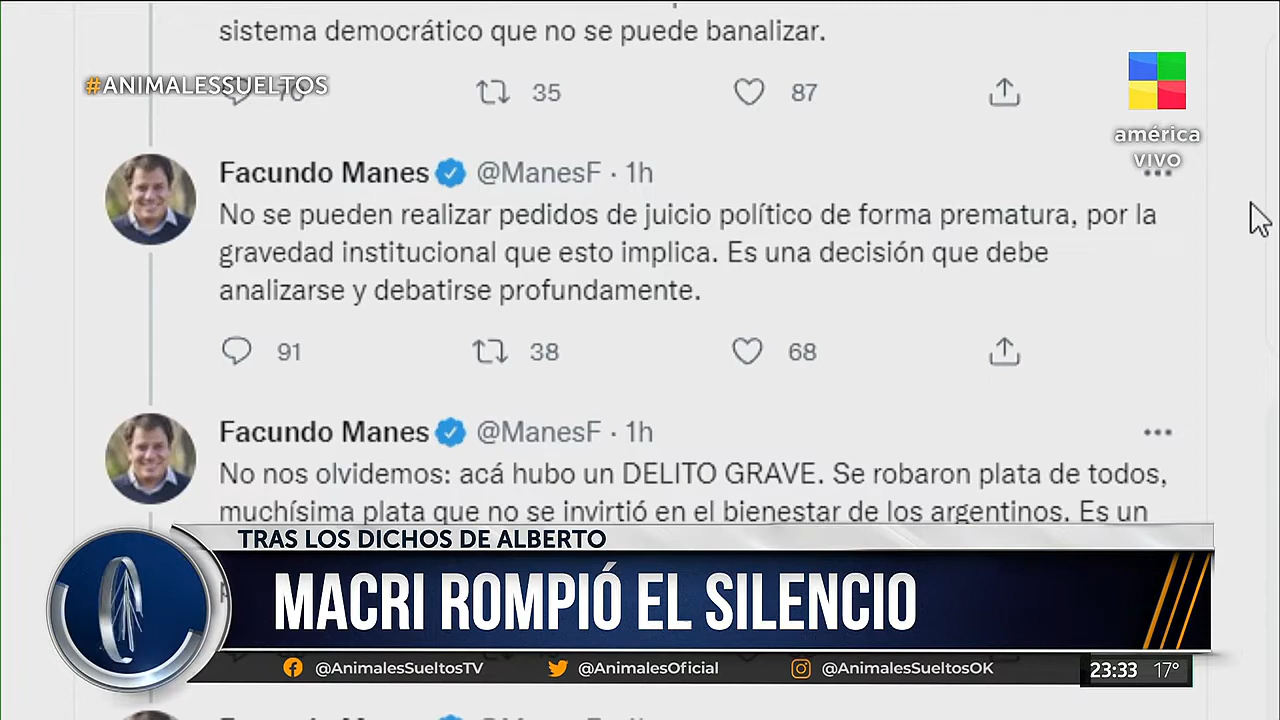 sistema democrático que no se puede banalizar.
#ANIMALESSUELTOS
35
87
américa
VIVO
Facundo Manes @ManesF · 1h
No se pueden realizar pedidos de juicio político de forma prematura, por la
gravedad institucional que esto implica. Es una decisión que debe
analizarse y debatirse profundamente.
91
38
68
Facundo Manes @ManesF · 1h
No nos olvidemos: acá hubo un DELITO GRAVE. Se robaron plata de todos,
muchísima plata que no se invirtió en el bienestar de los argentinos. Es un
TRAS LOS DICHOS DE ALBERTO
MACRI ROMPIÓ EL SILENCIO
@AnimalesSueltosTV @AnimalesOficial @AnimalesSueltosOK
23:33 17°